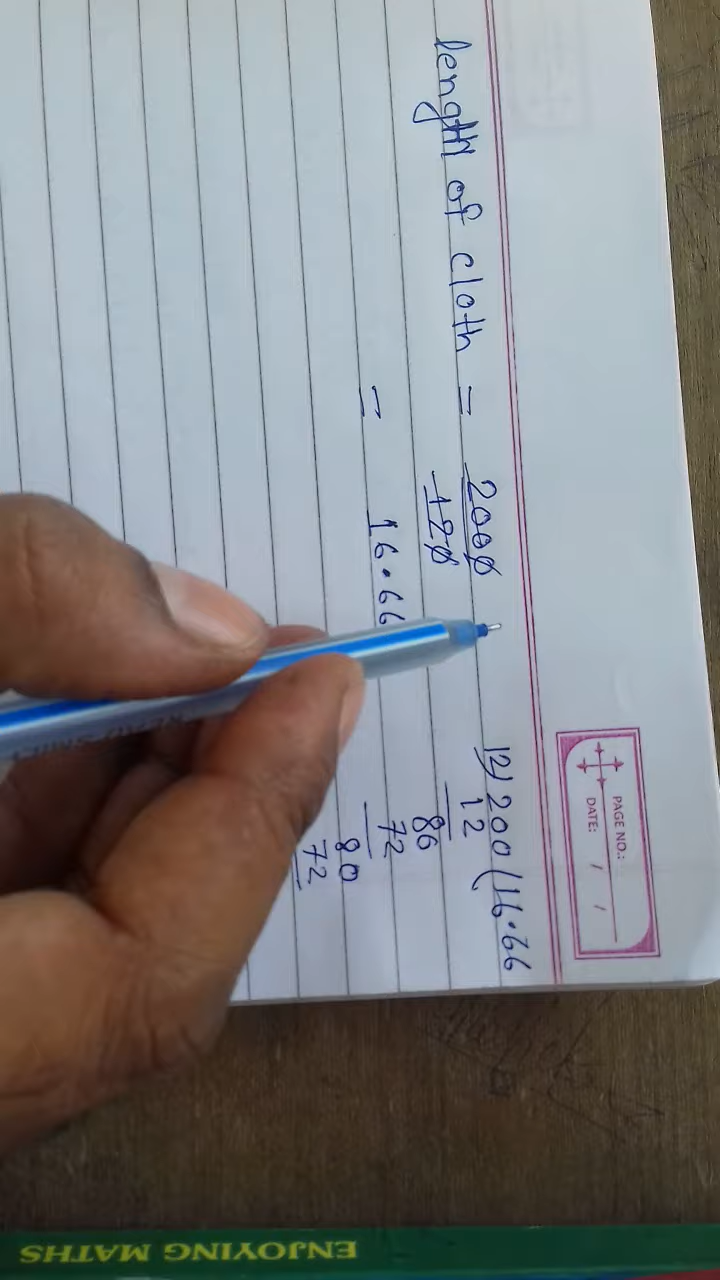 PAGE NO.:
DATE: / /
length of cloth = 2000
120
= 16.66
12) 200 (16.66
12
80
72
80
72
ENJOYING MATHS